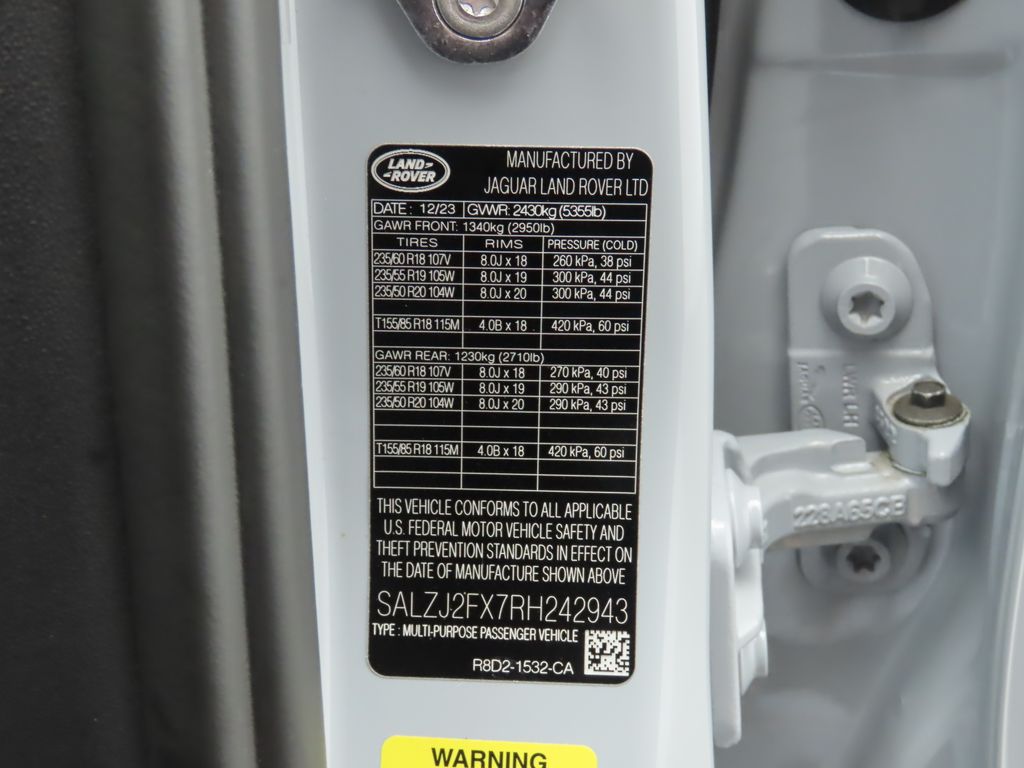 LAND-
-ROVER
MANUFACTURED BY
JAGUAR LAND ROVER LTD
DATE: 12/23 GVWR: 2430kg (5355lb)
GAWR FRONT: 1340kg (2950lb)
TIRES RIMS PRESSURE (COLD)
235/60 R18 107V 8.0J x 18 260 kPa, 38 psi
235/55 R19 105W 8.0J x 19 300 kPa, 44 psi
235/50 R20 104W 8.0J x 20 300 kPa, 44 psi
T155/85 R18 115M 4.0B x 18 420 kPa, 60 psi
GAWR REAR: 1230kg (2710lb)
235/60 R18 107V 8.0J x 18 270 kPa, 40 psi
235/55 R19 105W 8.0J x 19 290 kPa, 43 psi
235/50 R20 104W 8.0J x 20 290 kPa, 43 psi
T155/85 R18 115M 4.0B x 18 420 kPa, 60 psi
THIS VEHICLE CONFORMS TO ALL APPLICABLE
U.S. FEDERAL MOTOR VEHICLE SAFETY AND
THEFT PREVENTION STANDARDS IN EFFECT ON
THE DATE OF MANUFACTURE SHOWN ABOVE
SALZJ2FX7RH242943
TYPE : MULTI-PURPOSE PASSENGER VEHICLE
R8D2-1532-CA
WARNING